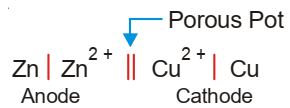 Porous Pot
Zn | Zn²⁺ || Cu²⁺ | Cu
Anode Cathode